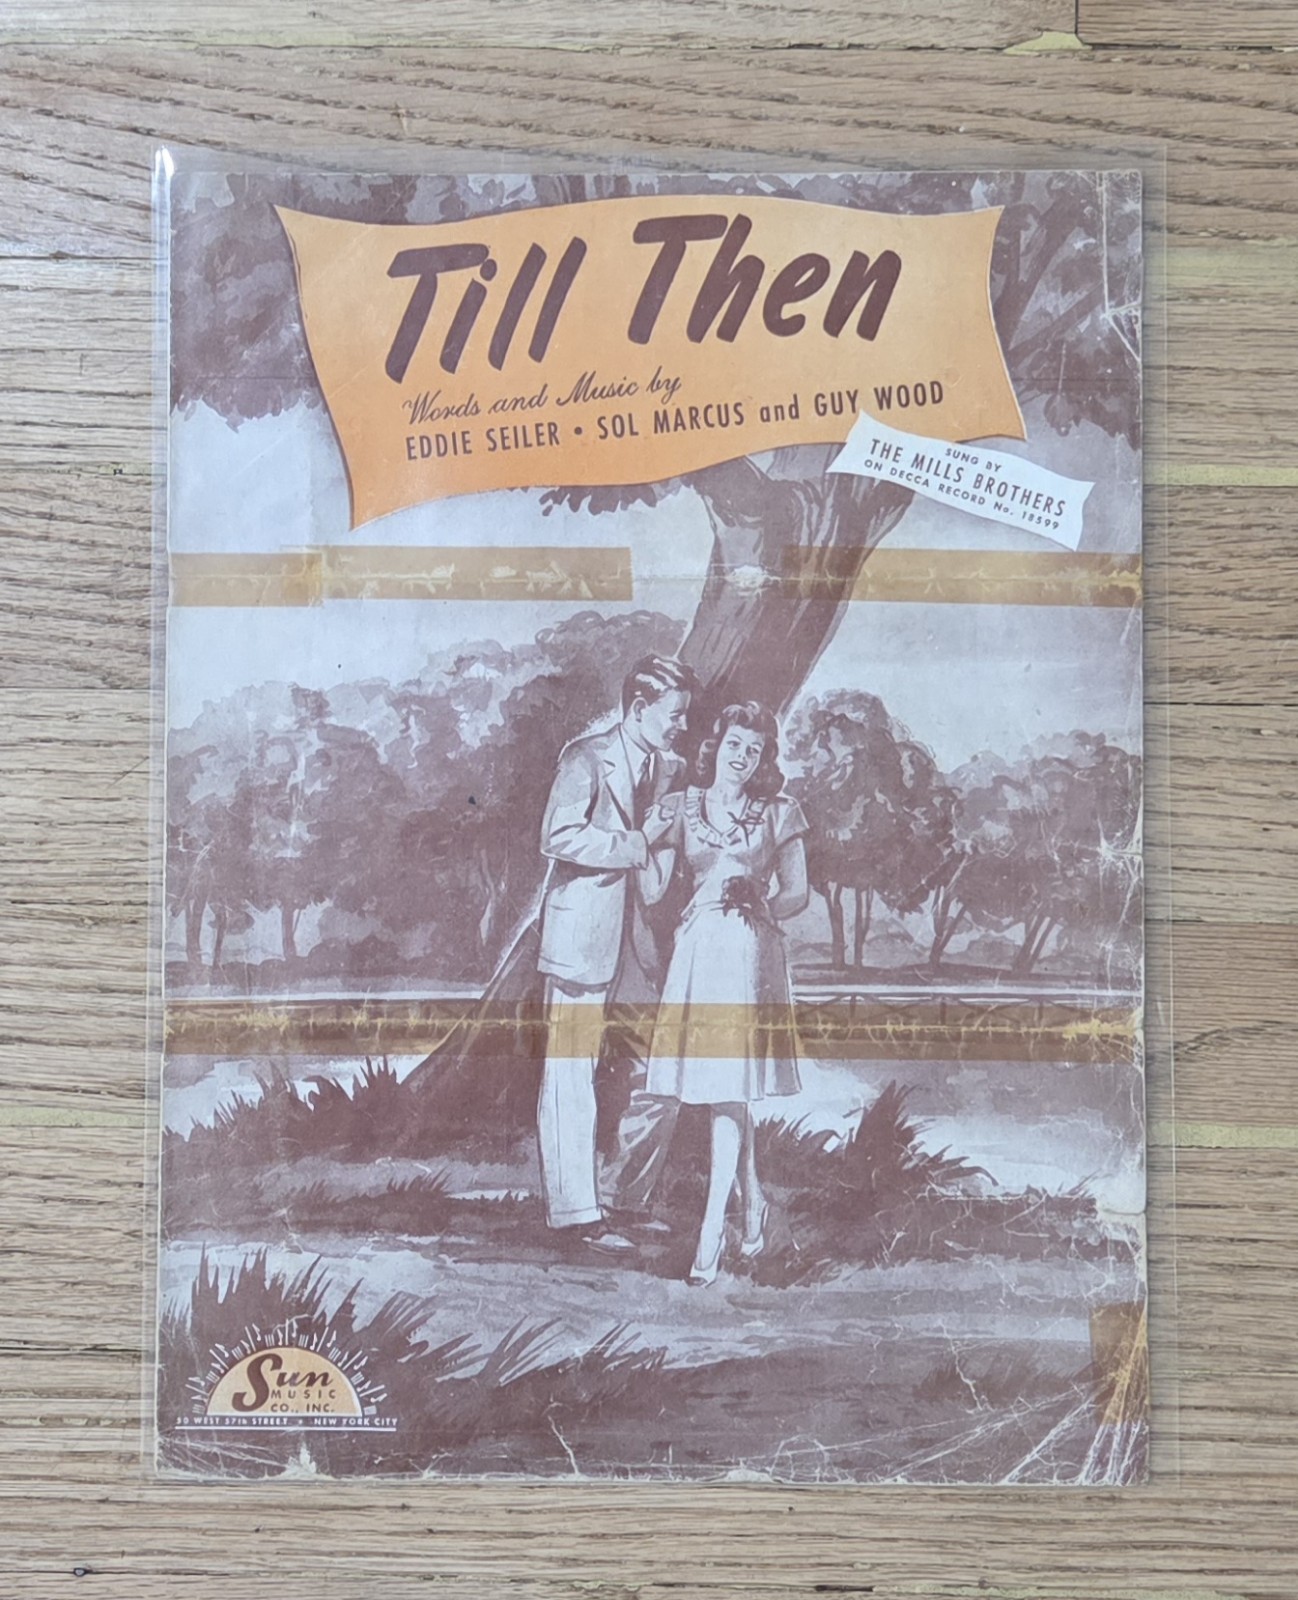 Till Then
Words and Music by
EDDIE SEILER • SOL MARCUS and GUY WOOD
SUNG BY
THE MILLS BROTHERS
ON DECCA RECORD No. 18599
Sun
MUSIC
CO., INC.
50 WEST 57th STREET • NEW YORK CITY